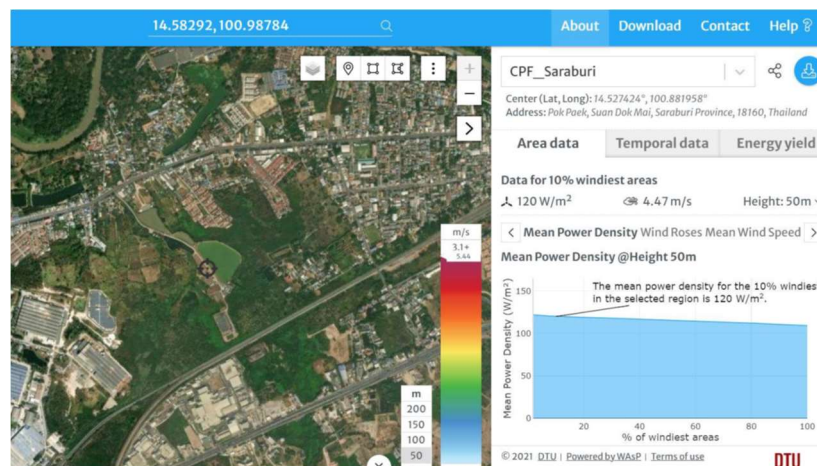 14.58292,100.98784
About Download Contact Help
CPF_Saraburi
Center (Lat, Long): 14.527424°, 100.881958°
Address: Pok Paek, Suan Dok Mai, Saraburi Province, 18160, Thailand
Area data Temporal data Energy yield
Data for 10% windiest areas
120 W/m² 4.47 m/s Height: 50m
< Mean Power Density Wind Roses Mean Wind Speed >
Mean Power Density @Height 50m
Mean Power Density (W/m²)
150
100
50
0
The mean power density for the 10% windiest
in the selected region is 120 W/m².
20 40 60 80 100
% of windiest areas
© 2021 DTU | Powered by WAsP | Terms of use
DTU
m/s
3.1+
5.44
m
200
150
100
50